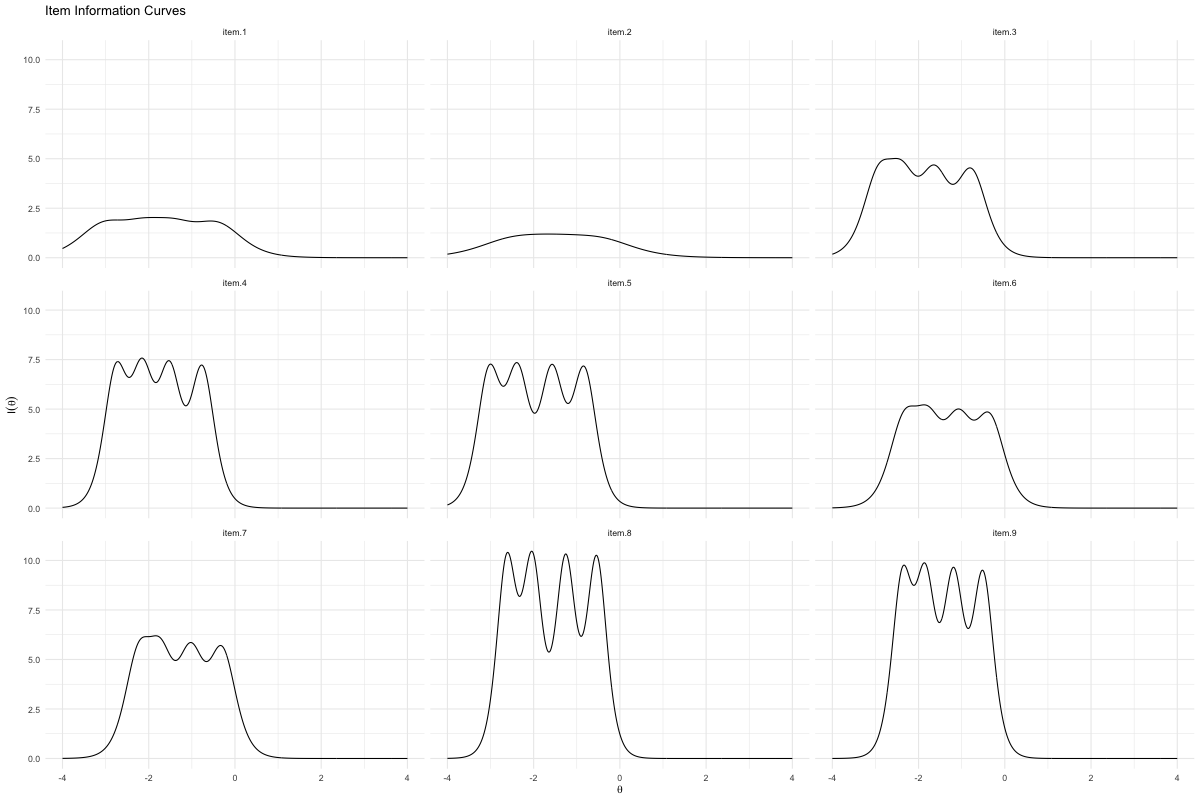 Item Information Curves
item.1 item.2 item.3
10.0
7.5
5.0
2.5
0.0
item.4 item.5 item.6
10.0
7.5
5.0
2.5
0.0
I(θ)
item.7 item.8 item.9
10.0
7.5
5.0
2.5
0.0
-4 -2 0 2 4 -4 -2 0 2 4 -4 -2 0 2 4
θ